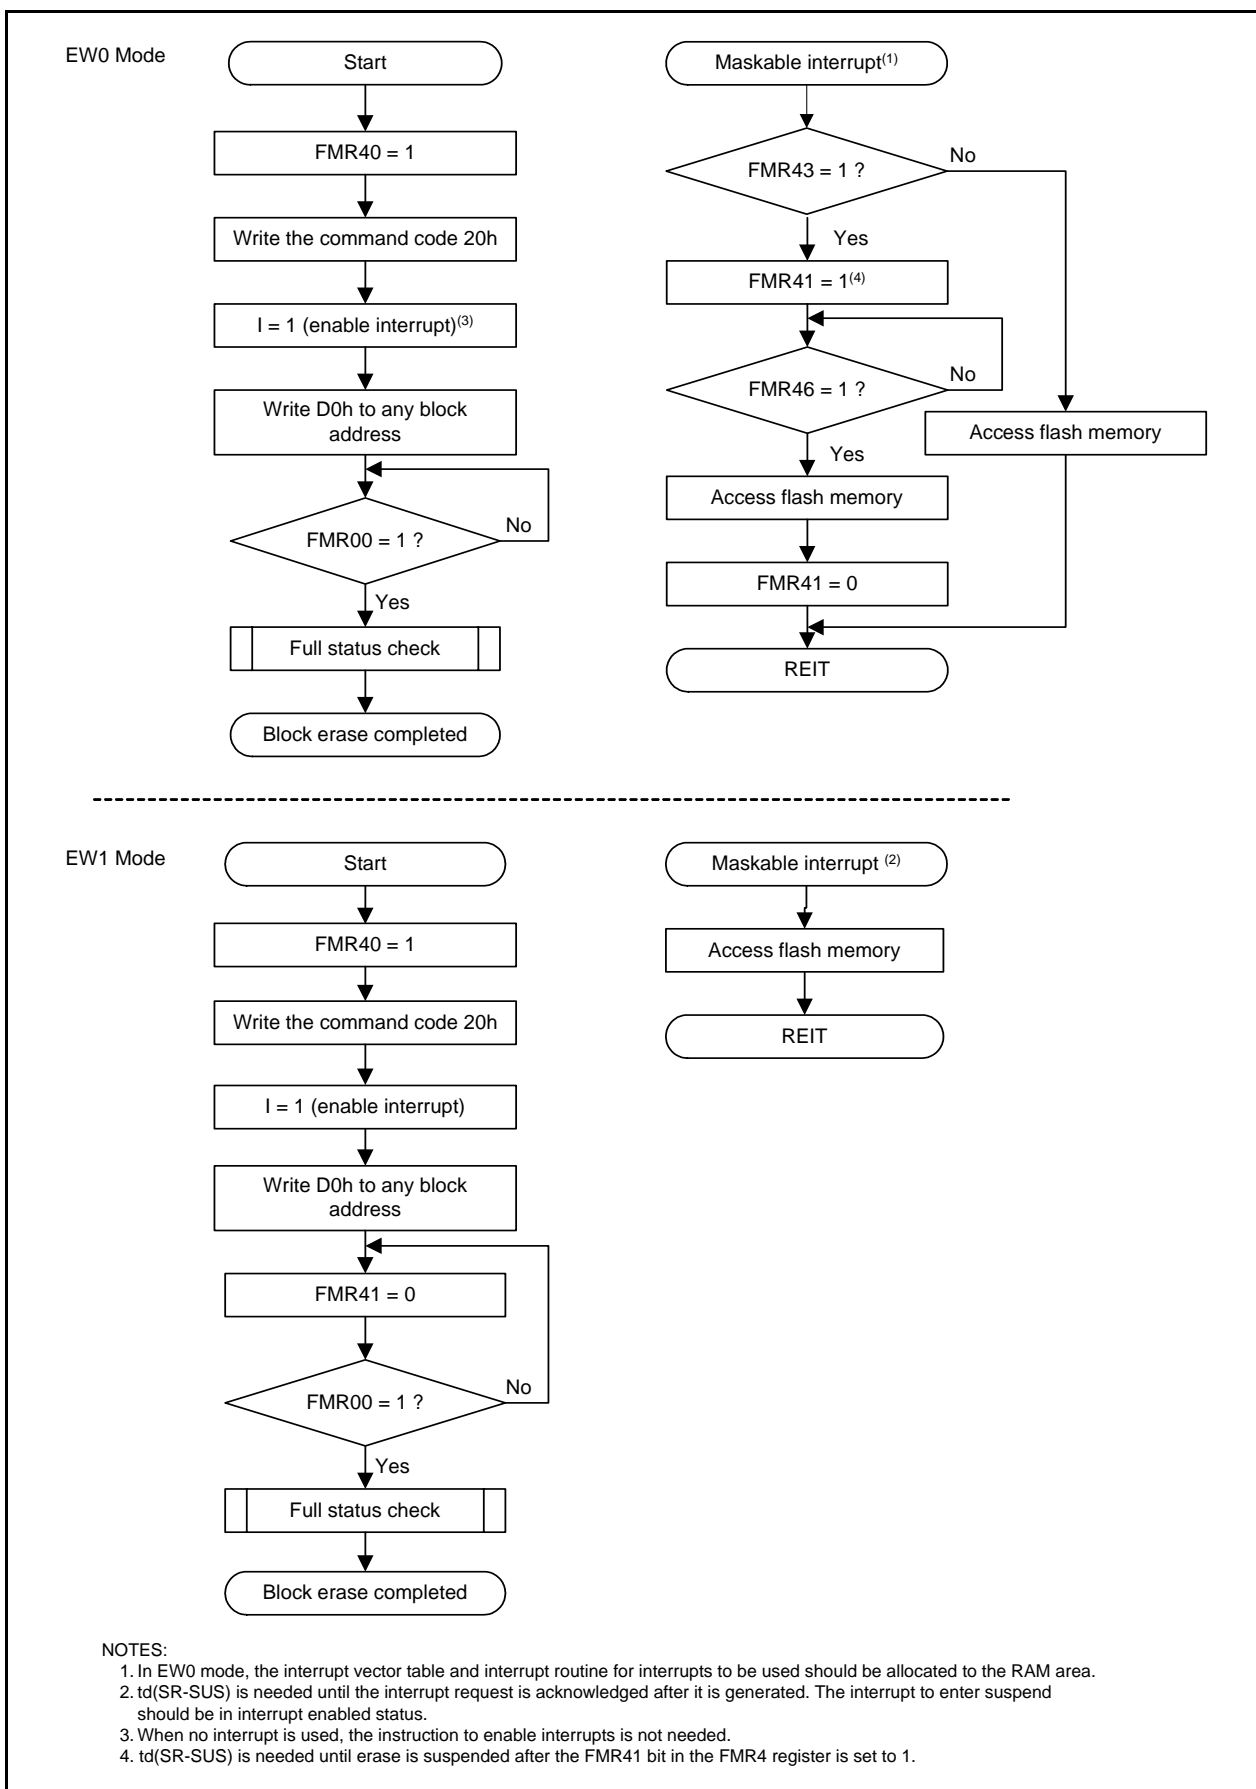 EW0 Mode
Start
FMR40 = 1
Write the command code 20h
I = 1 (enable interrupt)(3)
Write D0h to any block
address
FMR00 = 1 ?
No
Yes
Full status check
Block erase completed
Maskable interrupt(1)
FMR43 = 1 ?
No
Yes
FMR41 = 1(4)
FMR46 = 1 ?
No
Yes
Access flash memory
Access flash memory
FMR41 = 0
REIT
EW1 Mode
Start
FMR40 = 1
Write the command code 20h
I = 1 (enable interrupt)
Write D0h to any block
address
FMR41 = 0
FMR00 = 1 ?
No
Yes
Full status check
Block erase completed
Maskable interrupt (2)
Access flash memory
REIT
NOTES:
1. In EW0 mode, the interrupt vector table and interrupt routine for interrupts to be used should be allocated to the RAM area.
2. td(SR-SUS) is needed until the interrupt request is acknowledged after it is generated. The interrupt to enter suspend
should be in interrupt enabled status.
3. When no interrupt is used, the instruction to enable interrupts is not needed.
4. td(SR-SUS) is needed until erase is suspended after the FMR41 bit in the FMR4 register is set to 1.